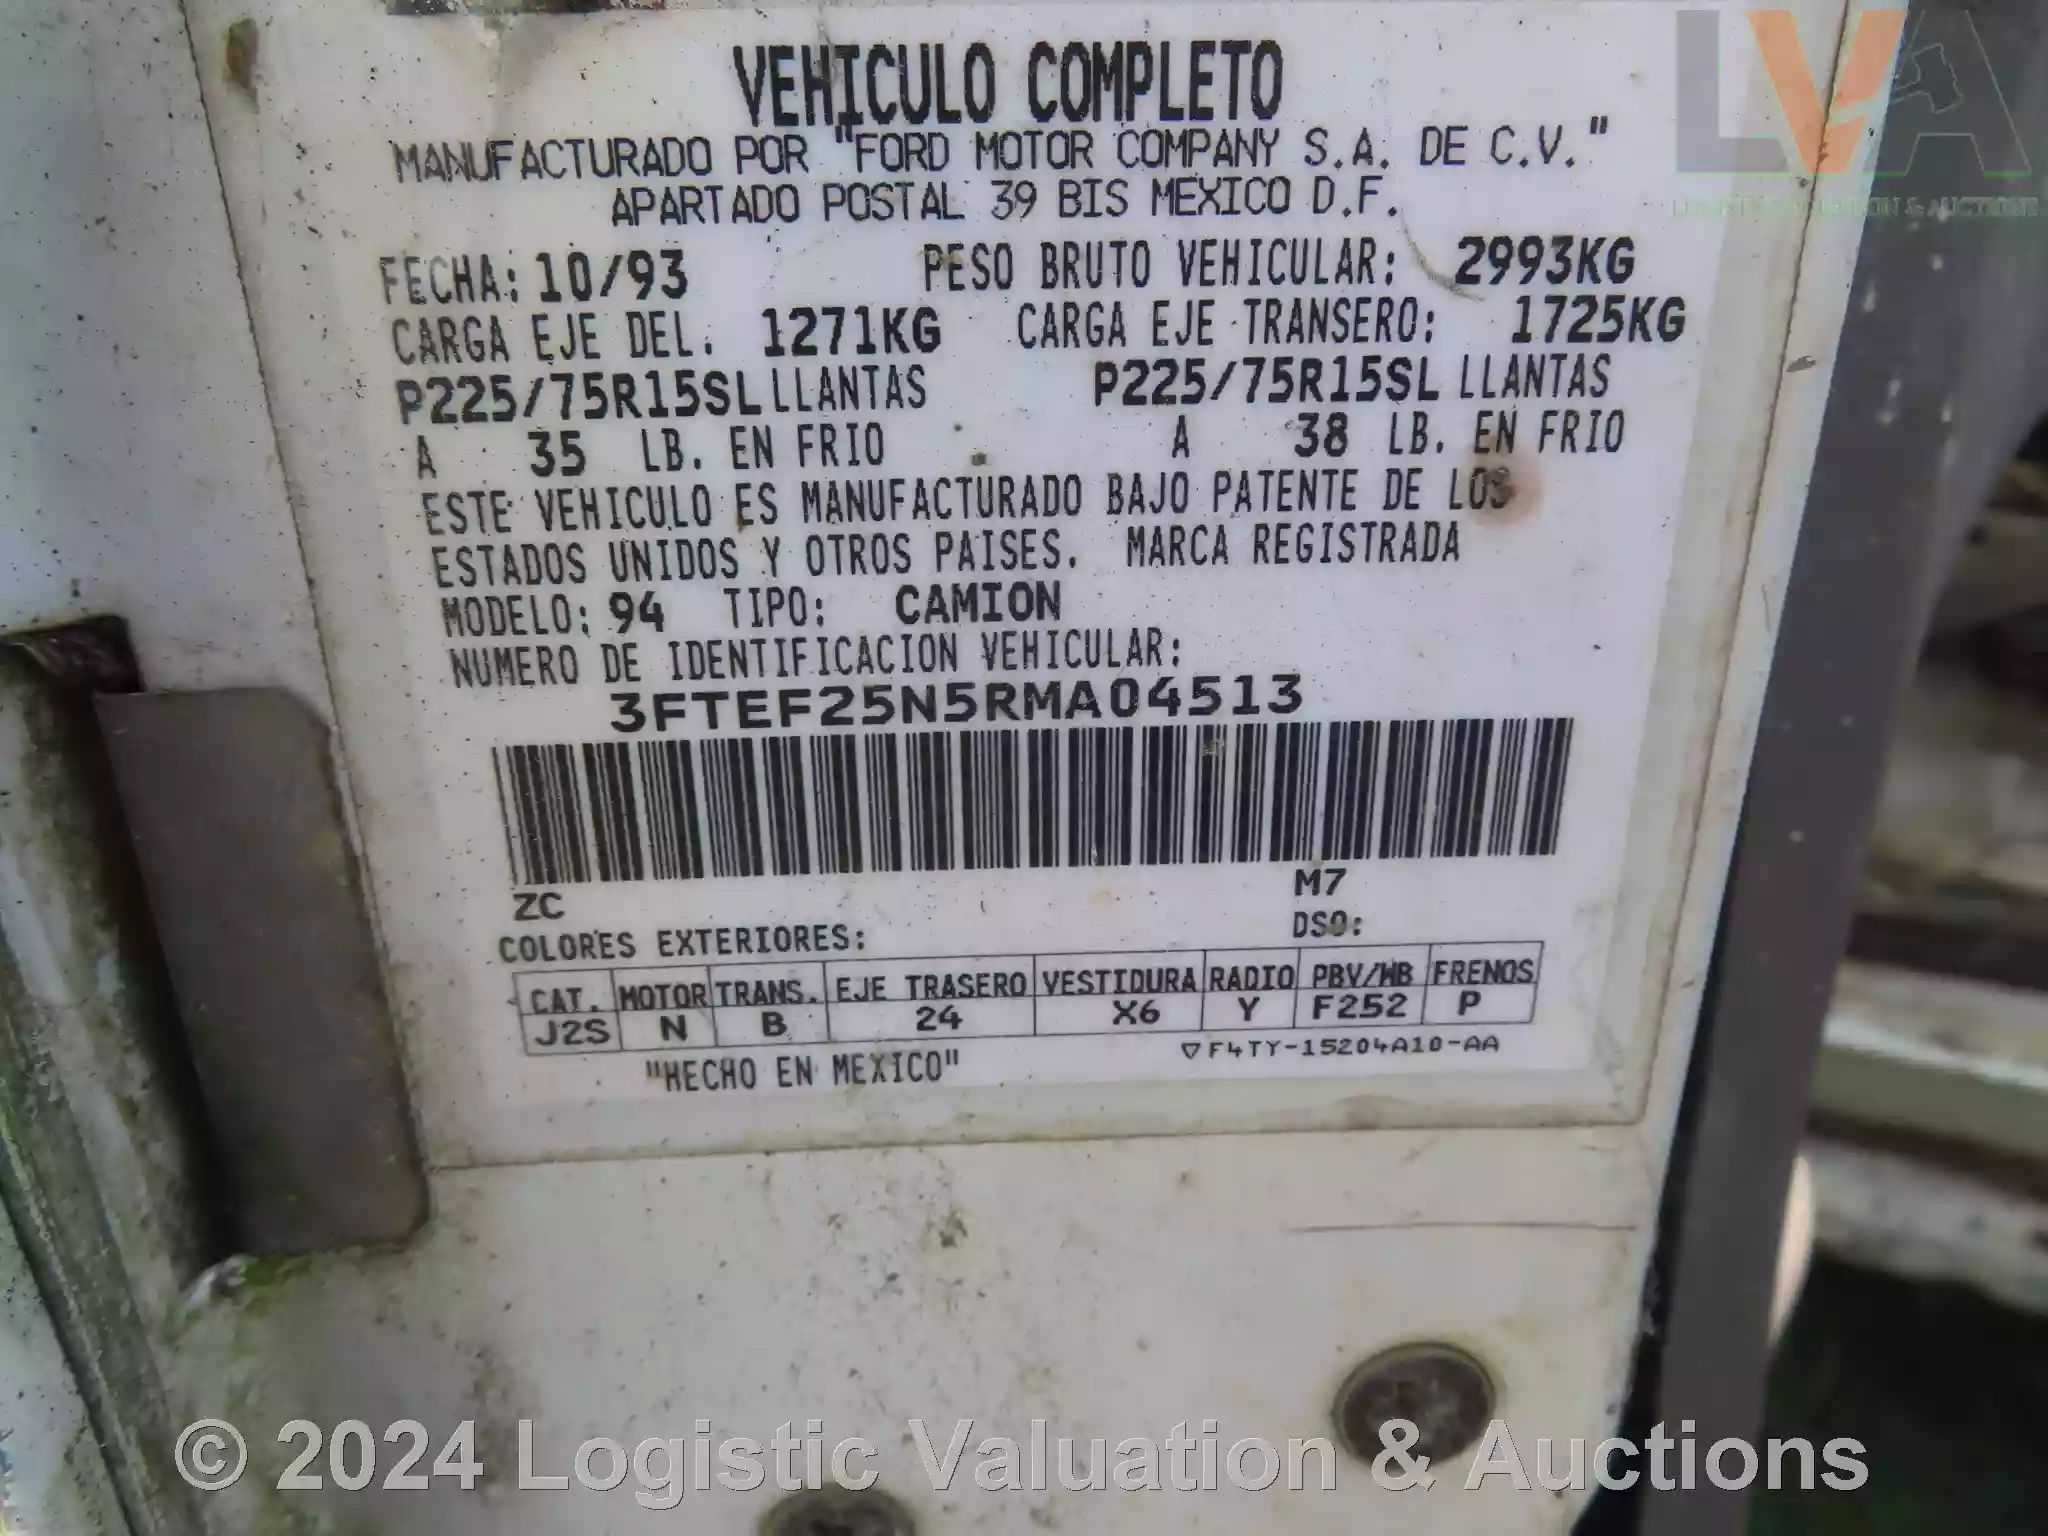 VEHICULO COMPLETO
MANUFACTURADO POR "FORD MOTOR COMPANY S.A. DE C.V."
APARTADO POSTAL 39 BIS MEXICO D.F.
FECHA: 10/93 PESO BRUTO VEHICULAR: 2993KG
CARGA EJE DEL. 1271KG CARGA EJE TRANSERO: 1725KG
P225/75R15SL LLANTAS P225/75R15SL LLANTAS
A 35 LB. EN FRIO A 38 LB. EN FRIO
ESTE VEHICULO ES MANUFACTURADO BAJO PATENTE DE LOS
ESTADOS UNIDOS Y OTROS PAISES. MARCA REGISTRADA
MODELO: 94 TIPO: CAMION
NUMERO DE IDENTIFICACION VEHICULAR:
3FTEF25N5RMA04513
ZC M7
COLORES EXTERIORES: DSO:
CAT. MOTOR TRANS. EJE TRASERO VESTIDURA RADIO PBV/WB FRENOS
J2S N B 24 X6 Y F252 P
"HECHO EN MEXICO" ▽F4TY-15204A10-AA
LVA
& AUCTIONS
© 2024 Logistic Valuation & Auctions